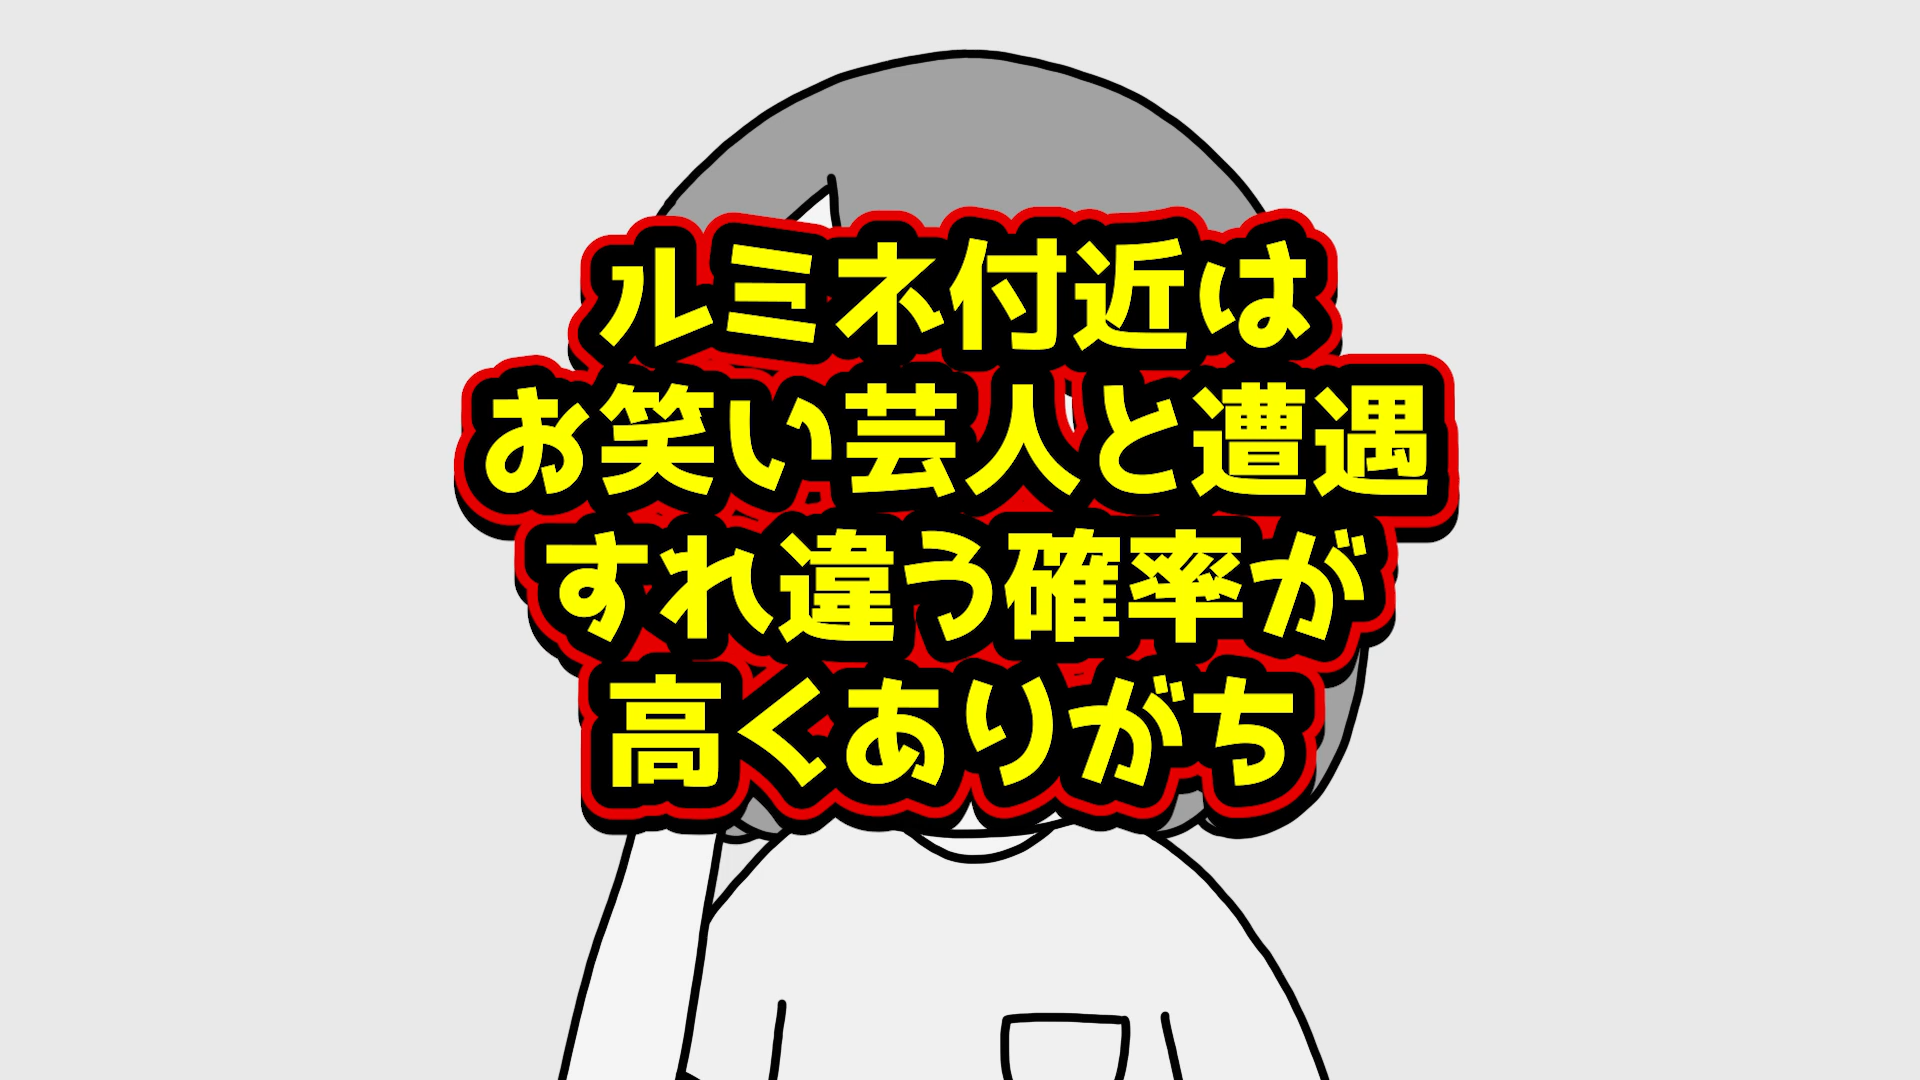 ルミネ付近は
お笑い芸人と遭遇
すれ違う確率が
高くありがち